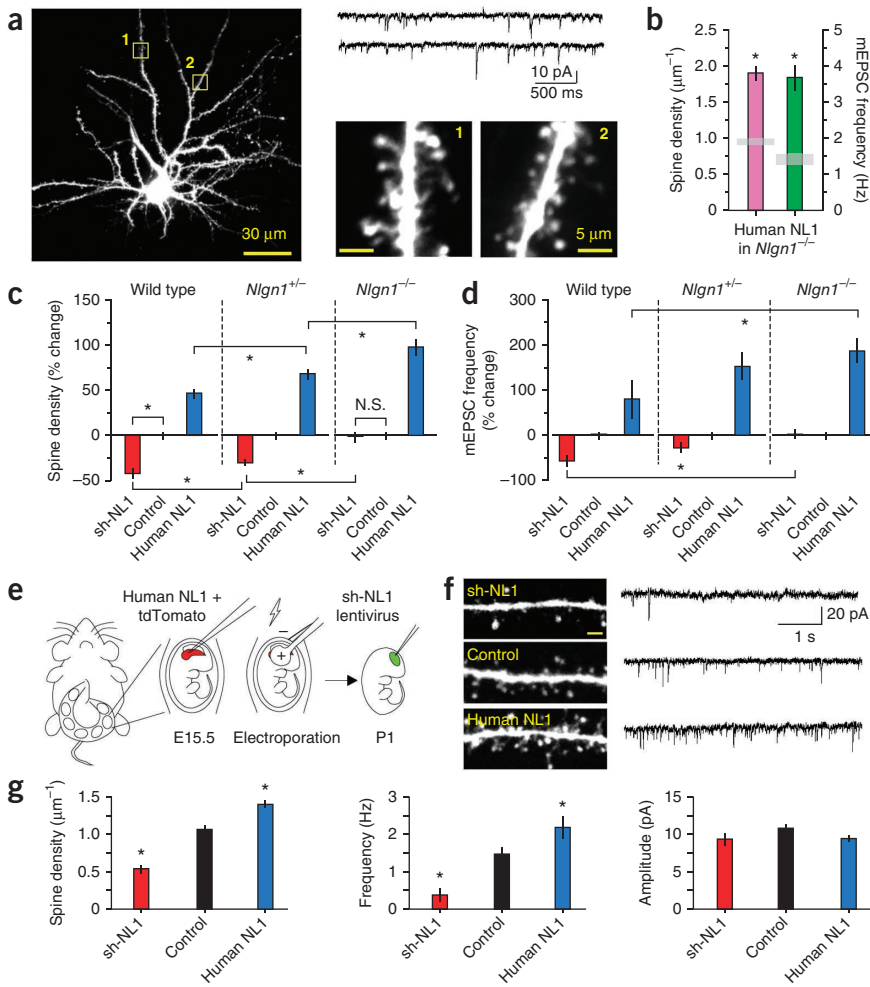 a
1
2
30 μm
10 pA
500 ms
1
2
5 μm
b
Spine density (μm⁻¹)
2.5
2.0
1.5
1.0
0.5
0
*
*
5
4
3
2
1
0
mEPSC frequency (Hz)
Human NL1
in Nlgn1⁻/⁻
c
Wild type
Nlgn1⁺/⁻
Nlgn1⁻/⁻
Spine density (% change)
150
100
50
0
−50
*
*
*
N.S.
*
*
sh-NL1
Control
Human NL1
sh-NL1
Control
Human NL1
sh-NL1
Control
Human NL1
d
Wild type
Nlgn1⁺/⁻
Nlgn1⁻/⁻
mEPSC frequency
(% change)
300
200
100
0
−100
*
*
sh-NL1
Control
Human NL1
sh-NL1
Control
Human NL1
sh-NL1
Control
Human NL1
e
Human NL1 +
tdTomato
sh-NL1
lentivirus
−
+
E15.5
Electroporation
P1
f
sh-NL1
Control
Human NL1
20 pA
1 s
g
Spine density (μm⁻¹)
1.5
1.0
0.5
0
*
*
sh-NL1
Control
Human NL1
Frequency (Hz)
3
2
1
0
*
*
sh-NL1
Control
Human NL1
Amplitude (pA)
15
10
5
0
sh-NL1
Control
Human NL1